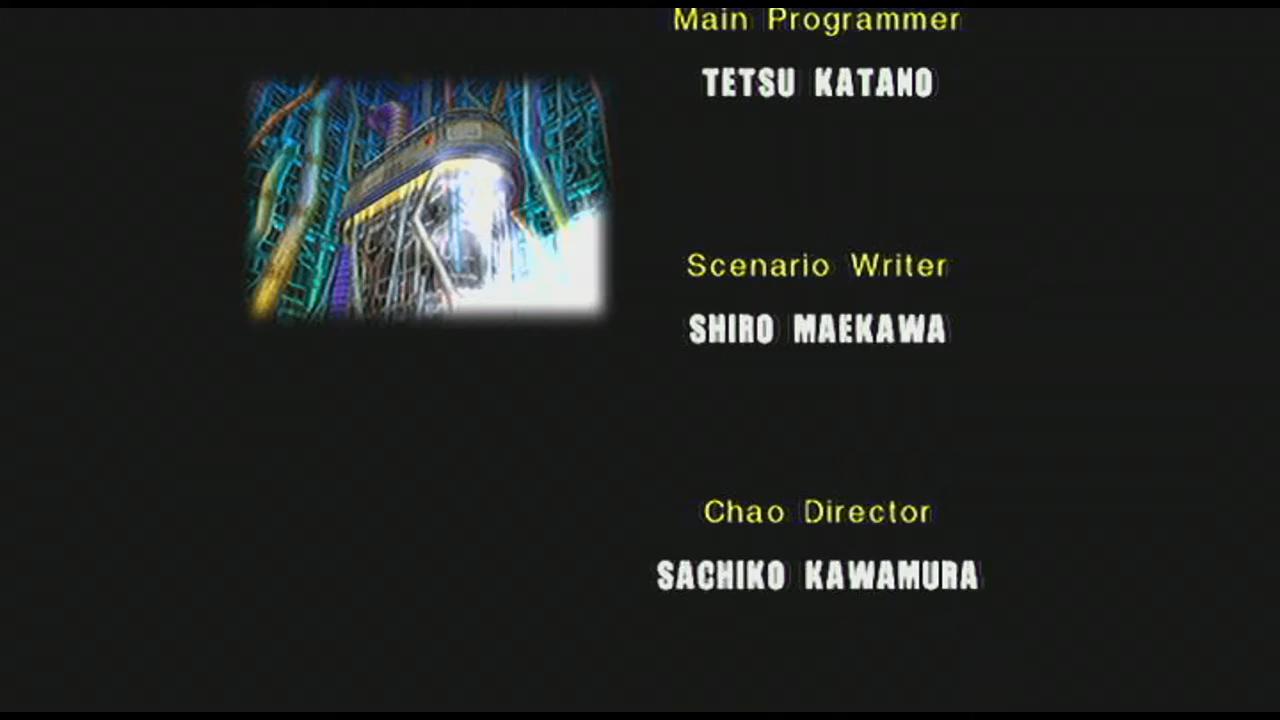 Main Programmer
TETSU KATANO
Scenario Writer
SHIRO MAEKAWA
Chao Director
SACHIKO KAWAMURA